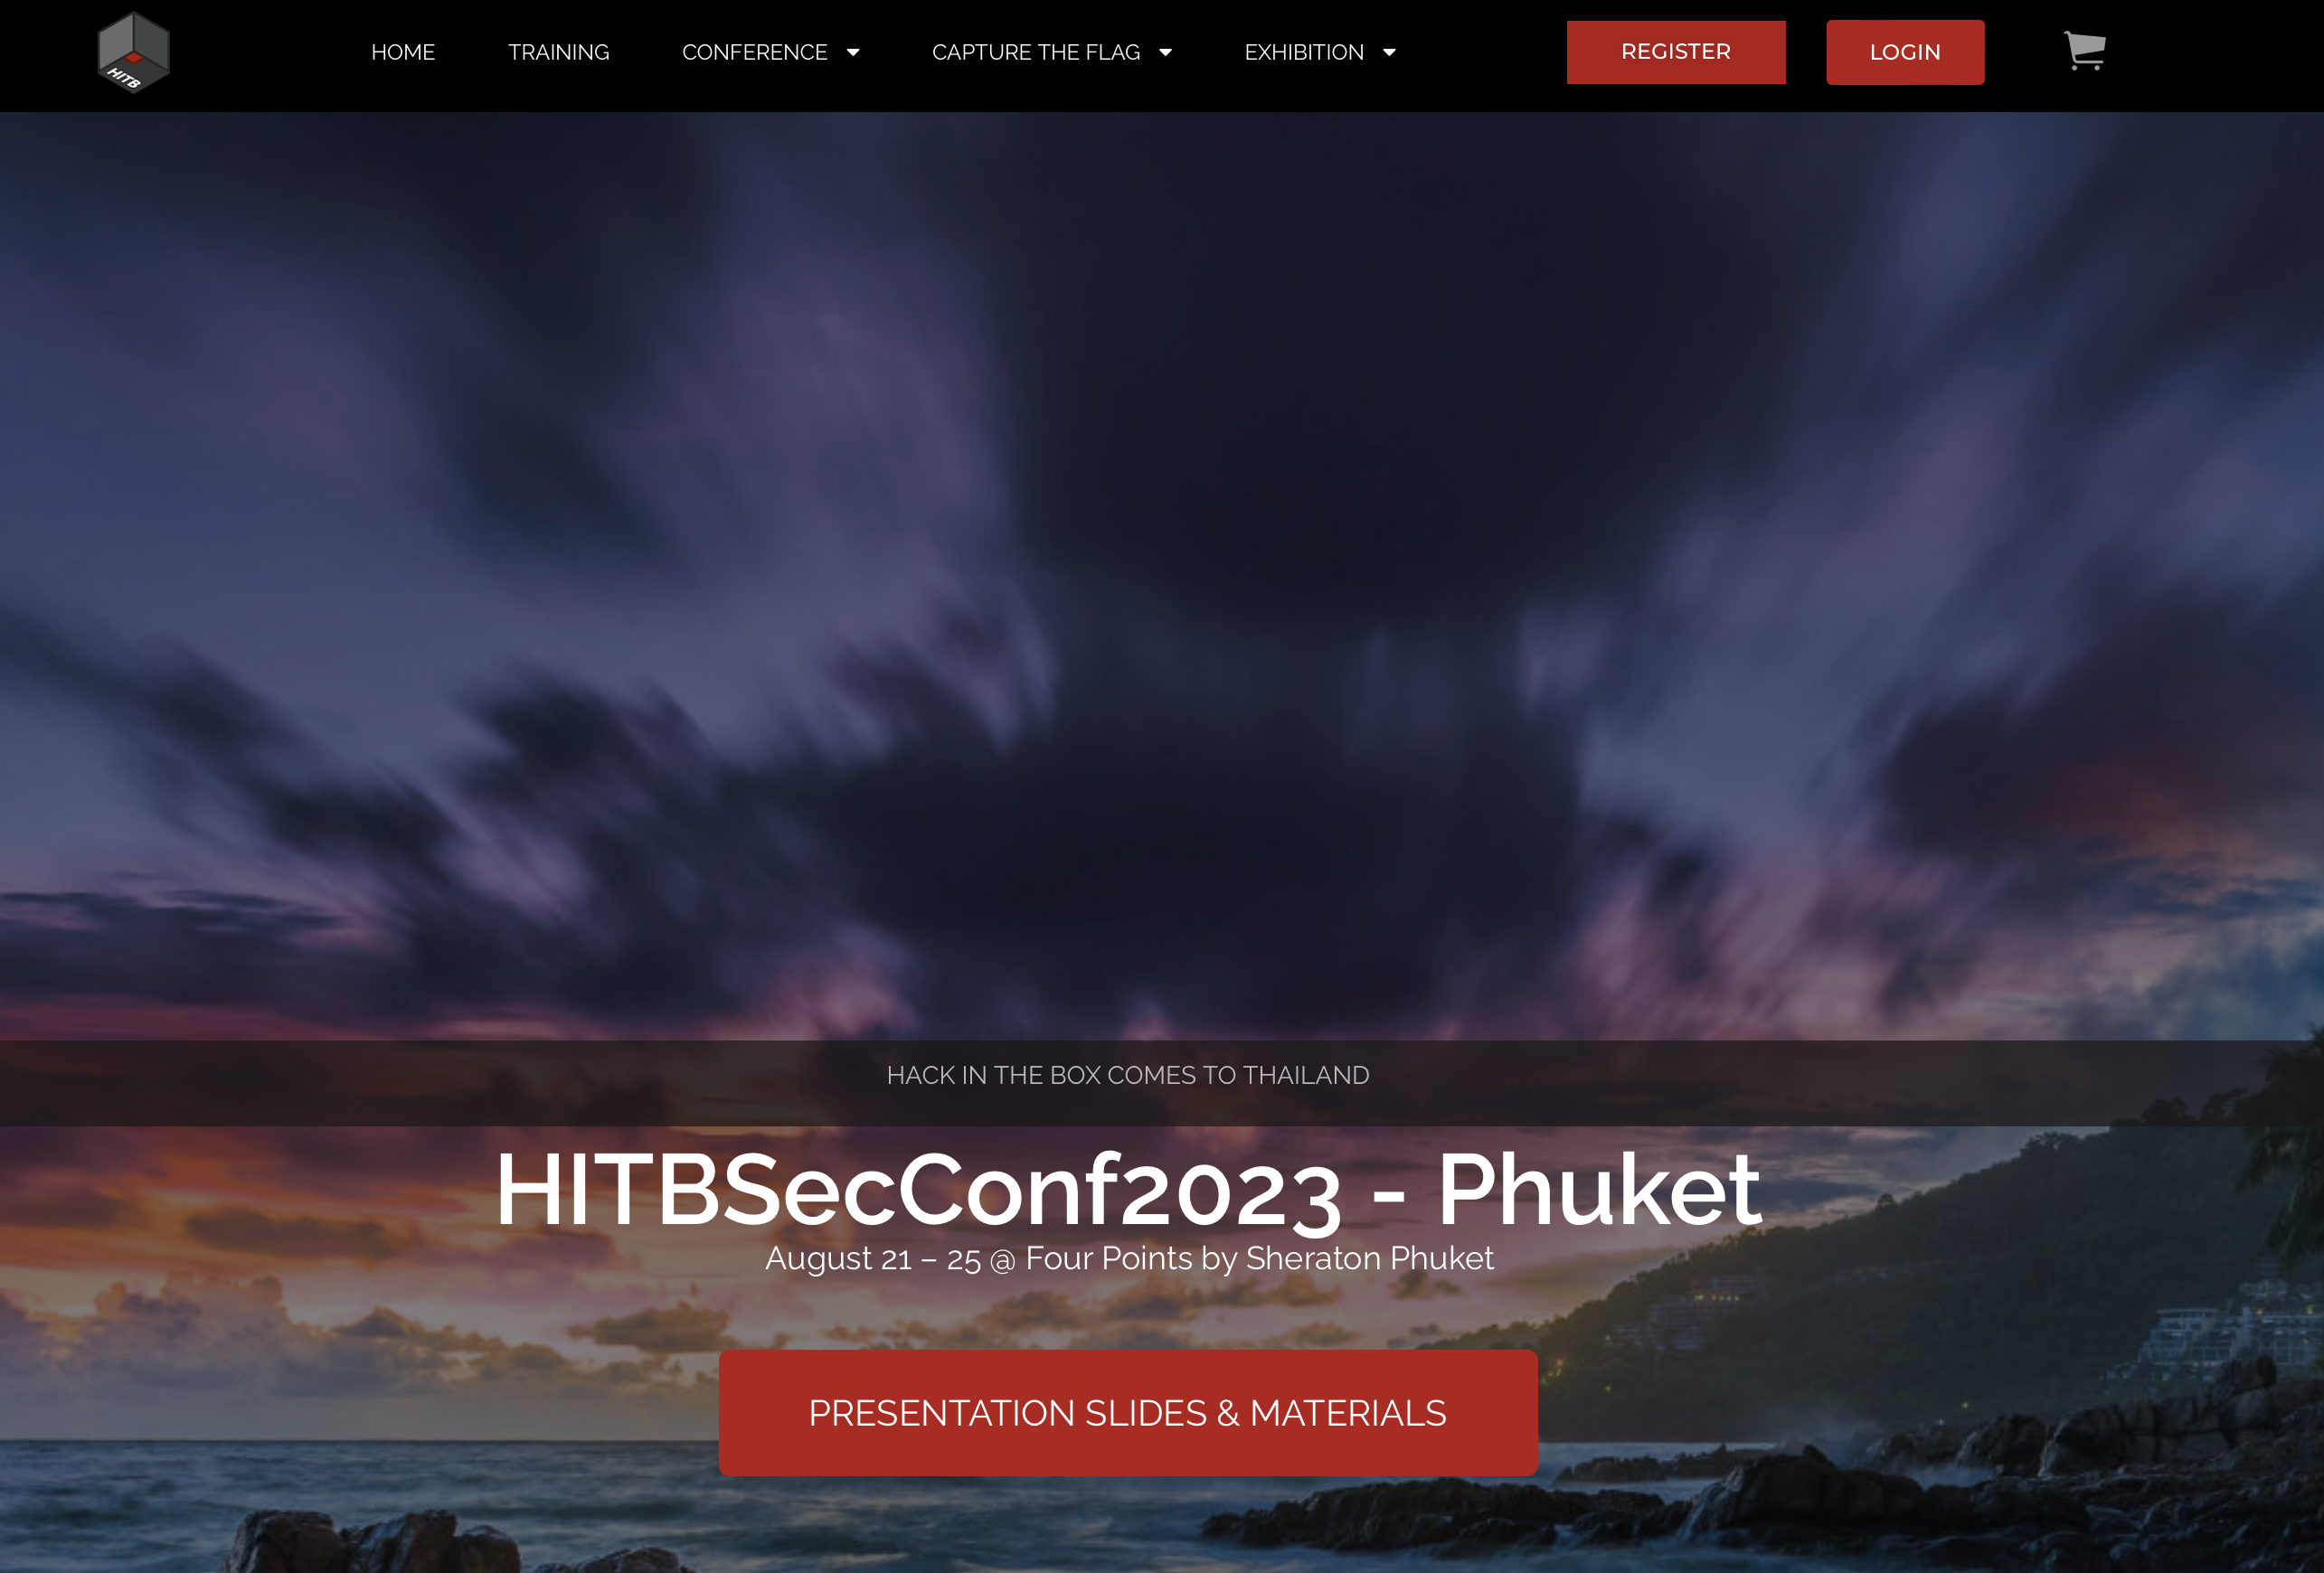 HITB
HOME
TRAINING
CONFERENCE
CAPTURE THE FLAG
EXHIBITION
REGISTER
LOGIN
HACK IN THE BOX COMES TO THAILAND
HITBSecConf2023 - Phuket
August 21 – 25 @ Four Points by Sheraton Phuket
PRESENTATION SLIDES & MATERIALS